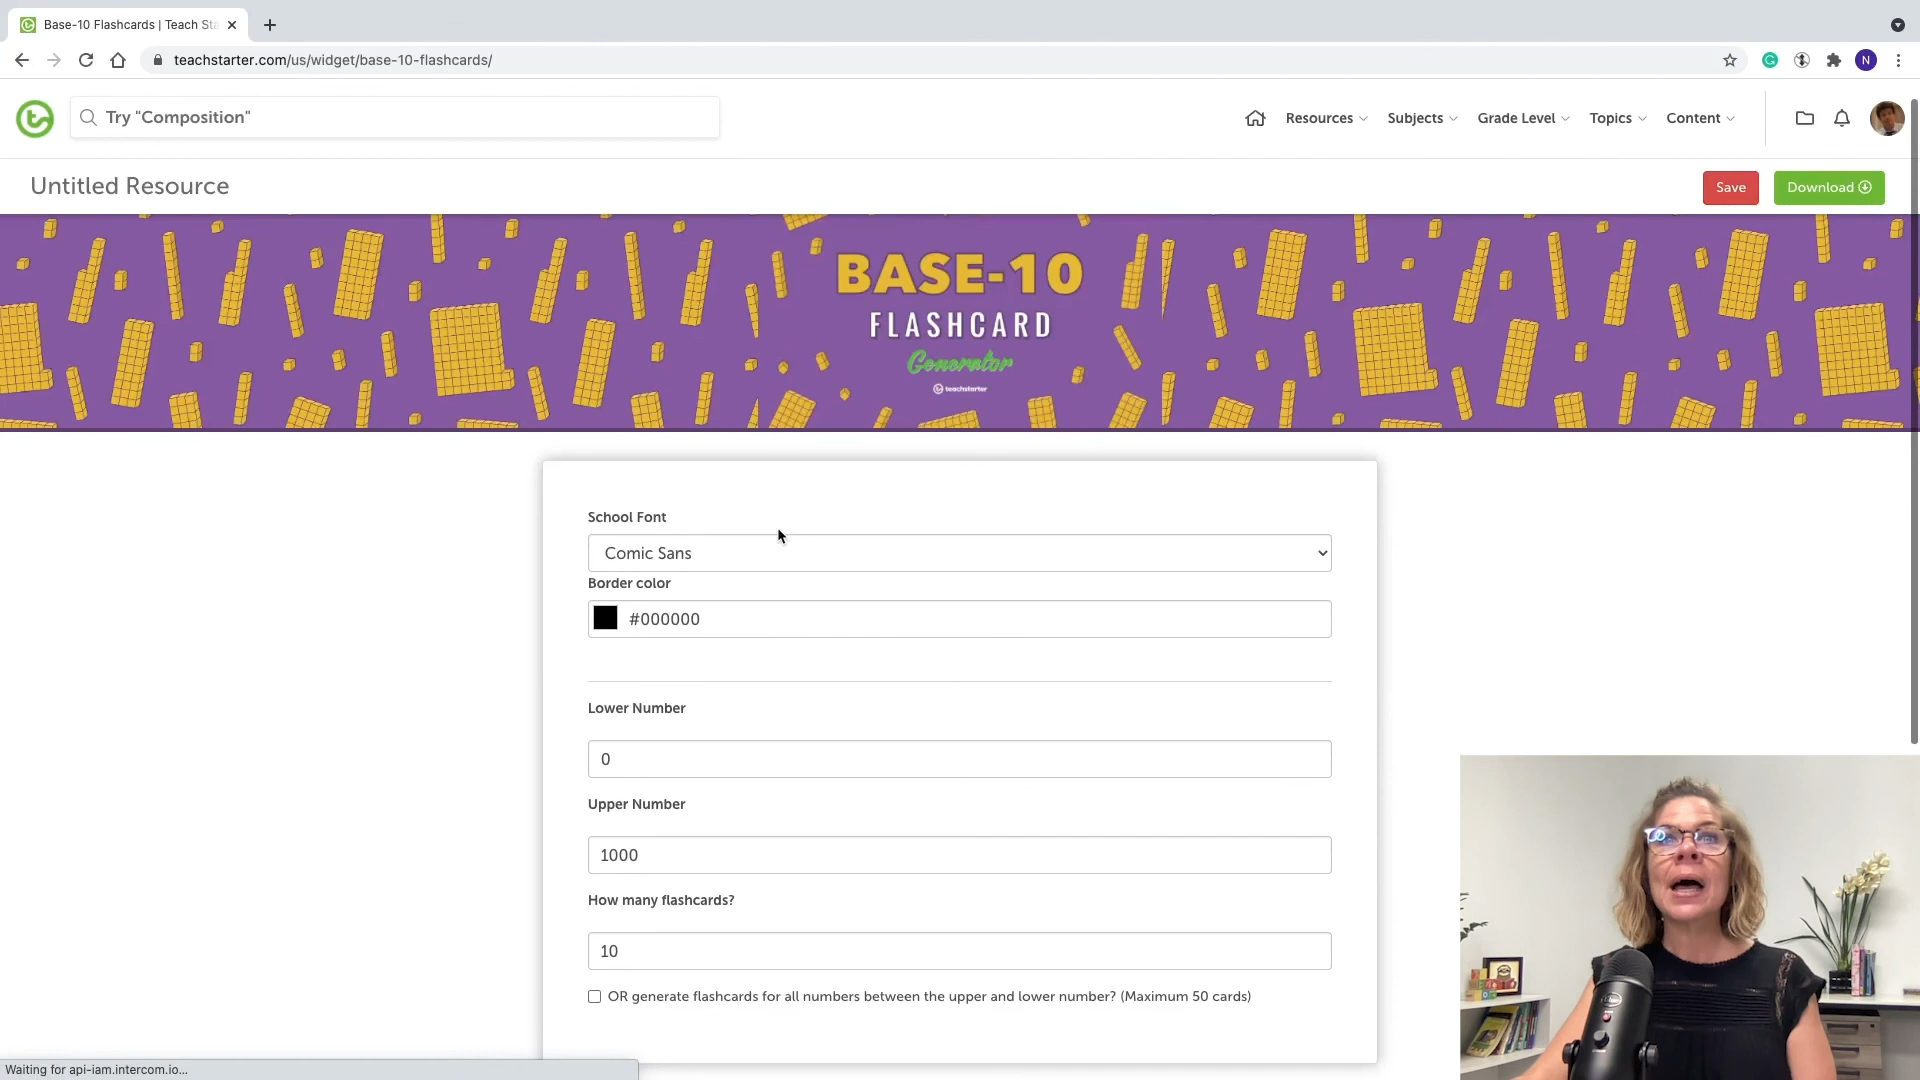 Base-10 Flashcards | Teach Sta
teachstarter.com/us/widget/base-10-flashcards/
N
Try "Composition"
Resources
Subjects
Grade Level
Topics
Content
Untitled Resource
Save
Download
BASE-10
FLASHCARD
Generator
teachstarter
School Font
Comic Sans
Border color
#000000
Lower Number
0
Upper Number
1000
How many flashcards?
10
OR generate flashcards for all numbers between the upper and lower number? (Maximum 50 cards)
Waiting for api-iam.intercom.io...